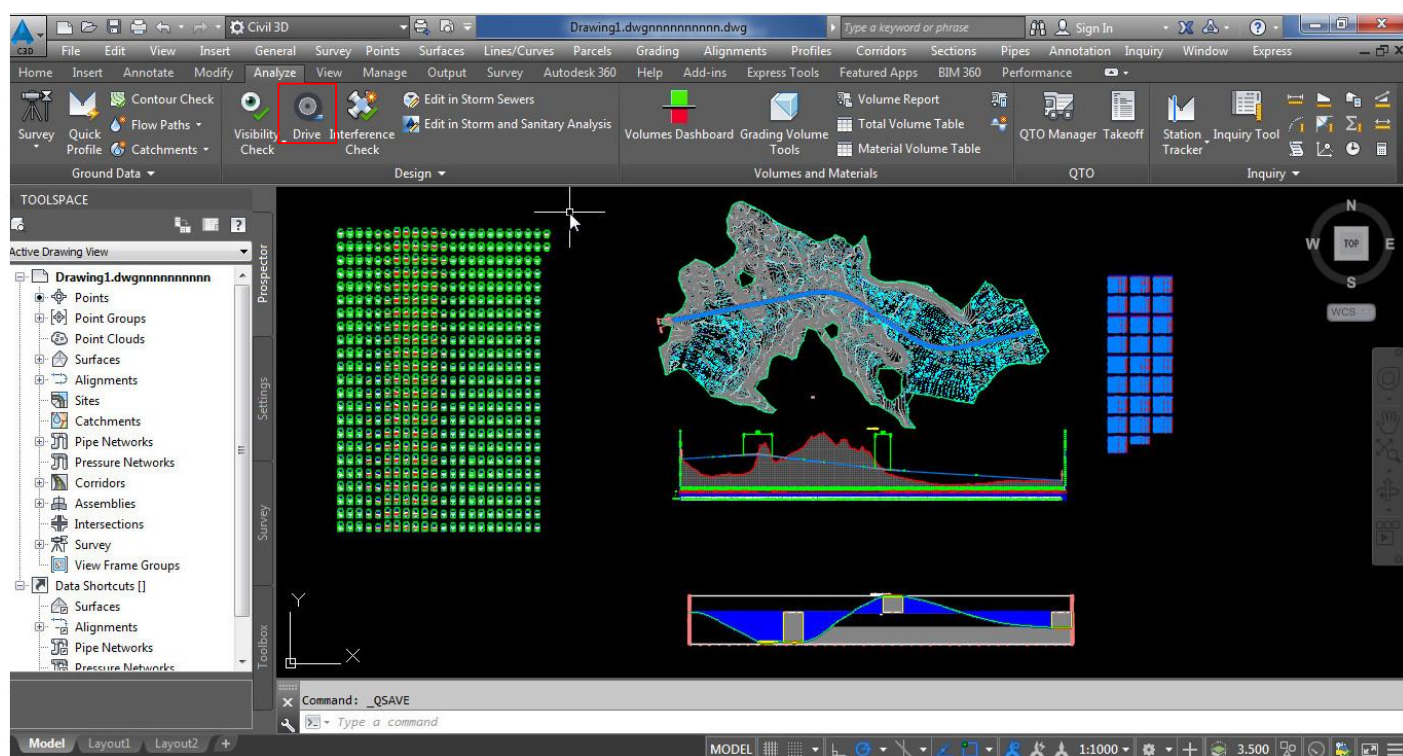 Civil 3D
Drawing1.dwgnnnnnnnnnn.dwg
Type a keyword or phrase
Sign In
C3D
File Edit View Insert General Survey Points Surfaces Lines/Curves Parcels Grading Alignments Profiles Corridors Sections Pipes Annotation Inquiry Window Express
Home Insert Annotate Modify Analyze View Manage Output Survey Autodesk 360 Help Add-ins Express Tools Featured Apps BIM 360 Performance
Survey
Quick Profile
Contour Check
Flow Paths
Catchments
Ground Data
Visibility Check
Drive
Interference Check
Edit in Storm Sewers
Edit in Storm and Sanitary Analysis
Design
Volumes Dashboard
Grading Volume Tools
Volume Report
Total Volume Table
Material Volume Table
Volumes and Materials
QTO Manager
Takeoff
QTO
Station Tracker
Inquiry Tool
Inquiry
TOOLSPACE
Active Drawing View
Drawing1.dwgnnnnnnnnnn
Points
Point Groups
Point Clouds
Surfaces
Alignments
Sites
Catchments
Pipe Networks
Pressure Networks
Corridors
Assemblies
Intersections
Survey
View Frame Groups
Data Shortcuts []
Surfaces
Alignments
Pipe Networks
Pressure Networks
Prospector
Settings
Survey
Toolbox
N
W
TOP
E
S
WCS
Y
X
Command: _QSAVE
Type a command
Model Layout1 Layout2 +
MODEL
1:1000
3.500